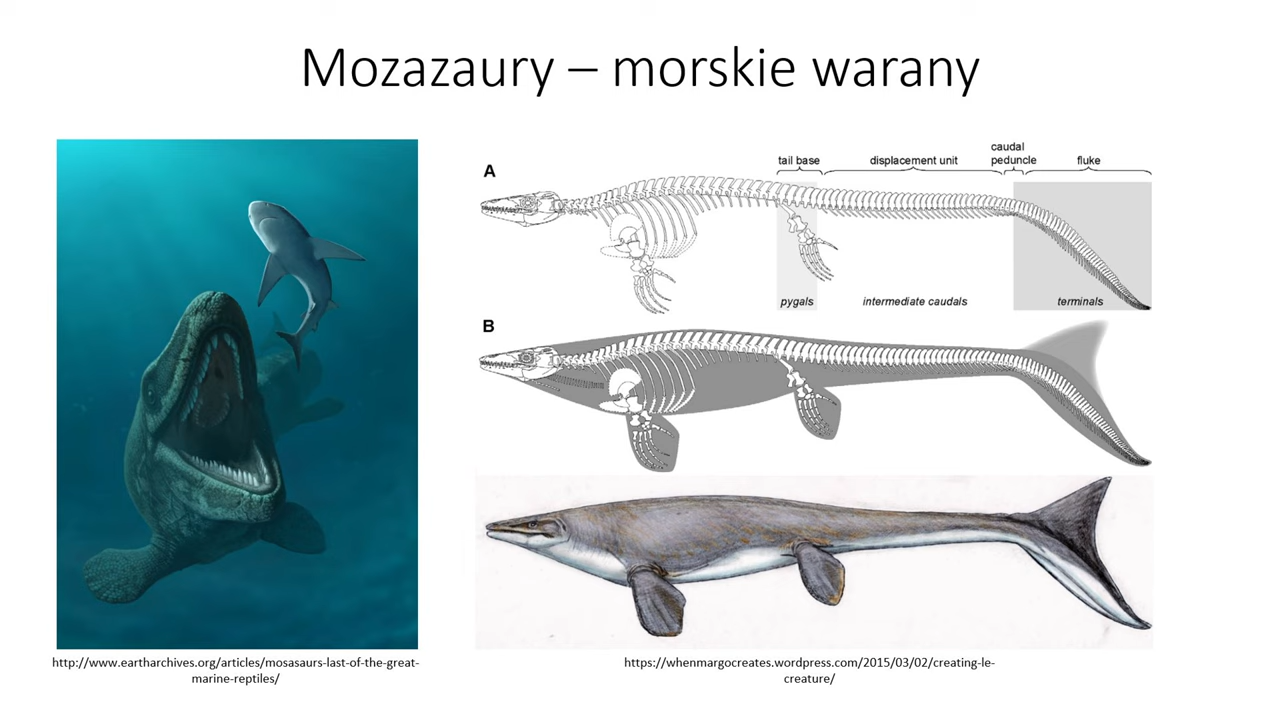 Mozazaury – morskie warany
A
tail base
displacement unit
caudal
peduncle
fluke
pygals
intermediate caudals
terminals
B
http://www.eartharchives.org/articles/mosasaurs-last-of-the-great-
marine-reptiles/
https://whenmargocreates.wordpress.com/2015/03/02/creating-le-
creature/